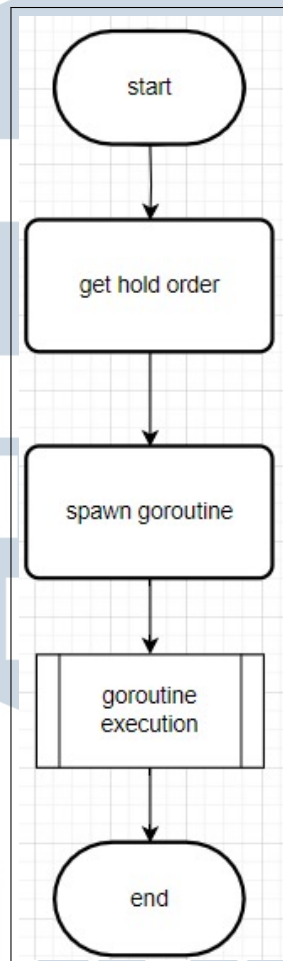 start
get hold order
spawn goroutine
goroutine
execution
end